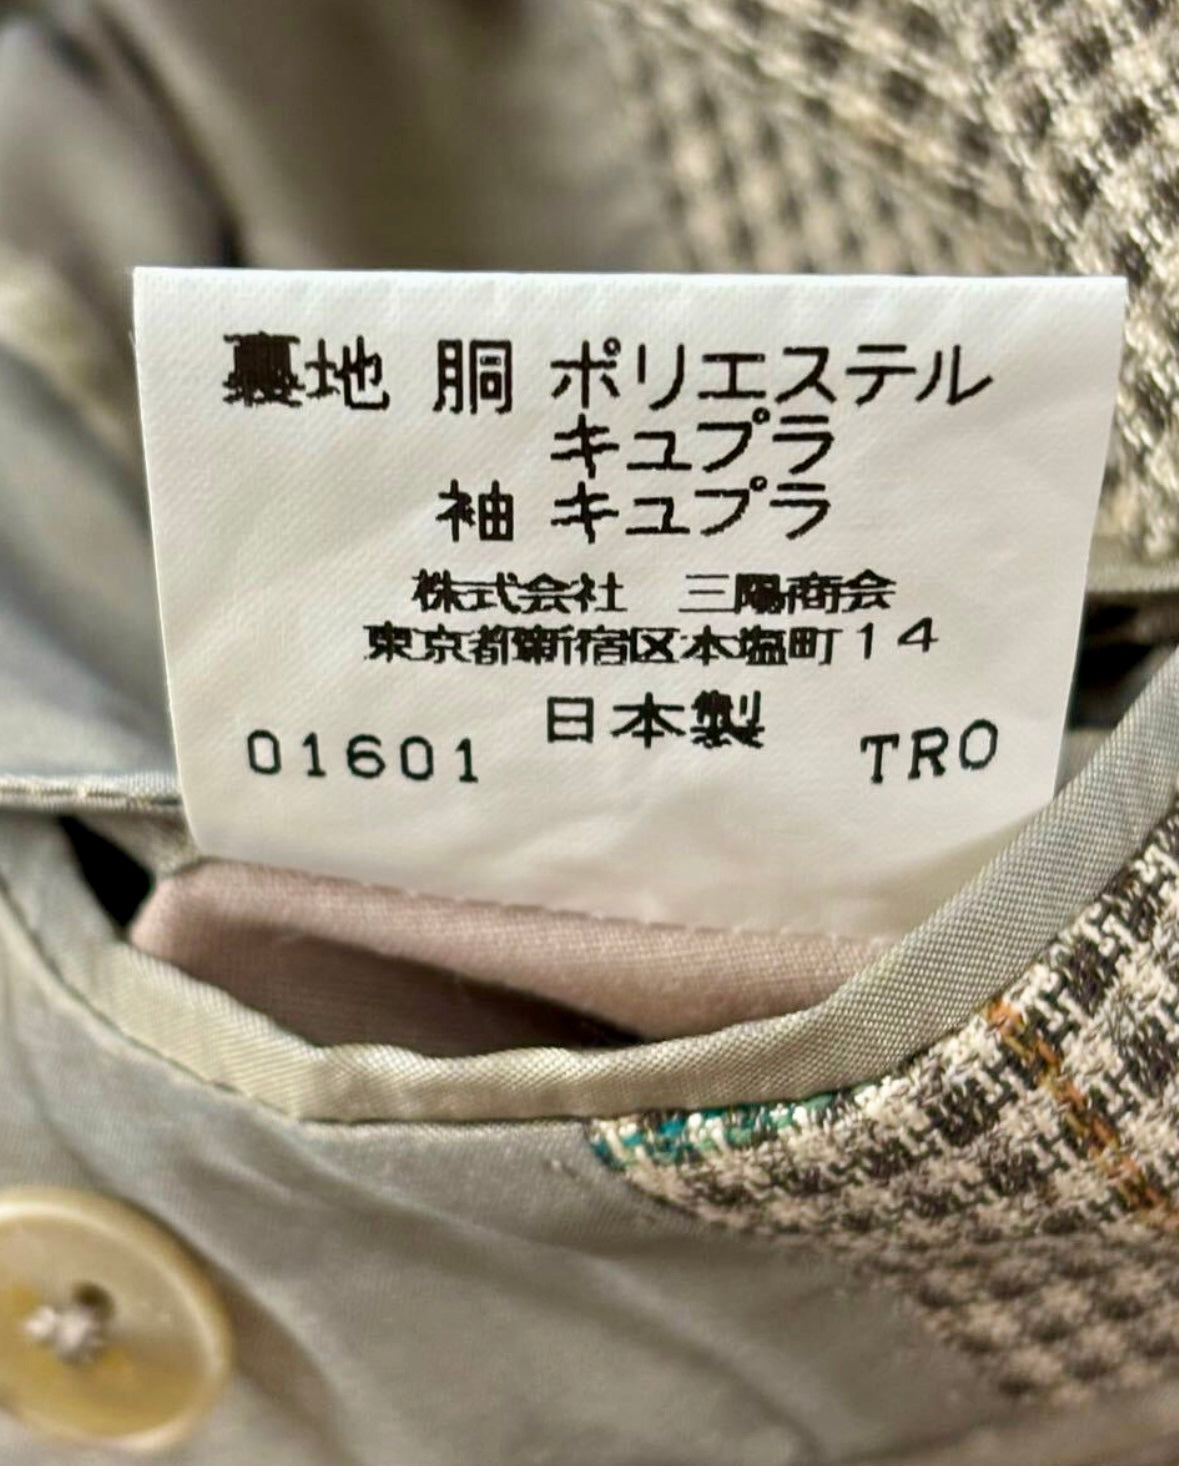 裏地 胴 ポリエステル
キュプラ
袖 キュプラ
株式会社 三陽商会
東京都新宿区本塩町14
日本製
01601 TRO